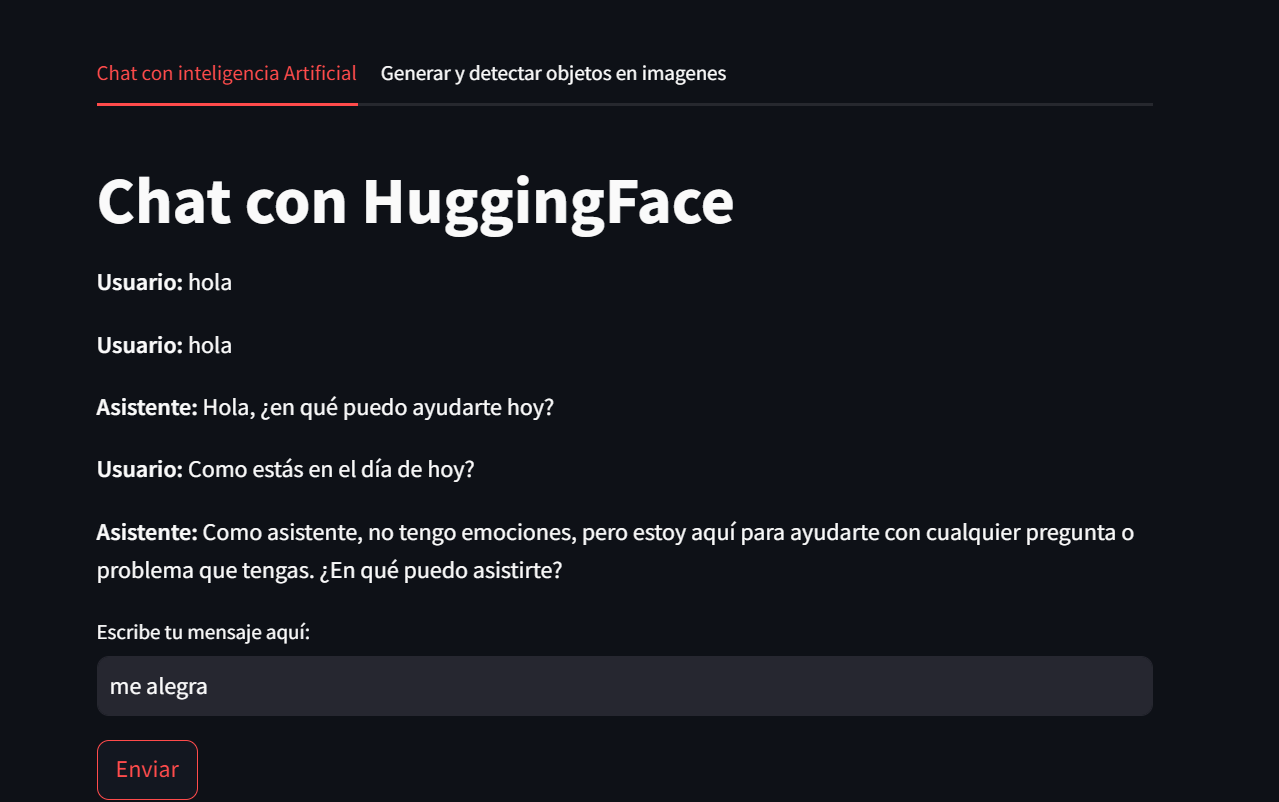 Chat con inteligencia Artificial
Generar y detectar objetos en imagenes
Chat con HuggingFace
Usuario: hola
Usuario: hola
Asistente: Hola, ¿en qué puedo ayudarte hoy?
Usuario: Como estás en el día de hoy?
Asistente: Como asistente, no tengo emociones, pero estoy aquí para ayudarte con cualquier pregunta o
problema que tengas. ¿En qué puedo asistirte?
Escribe tu mensaje aquí:
me alegra
Enviar